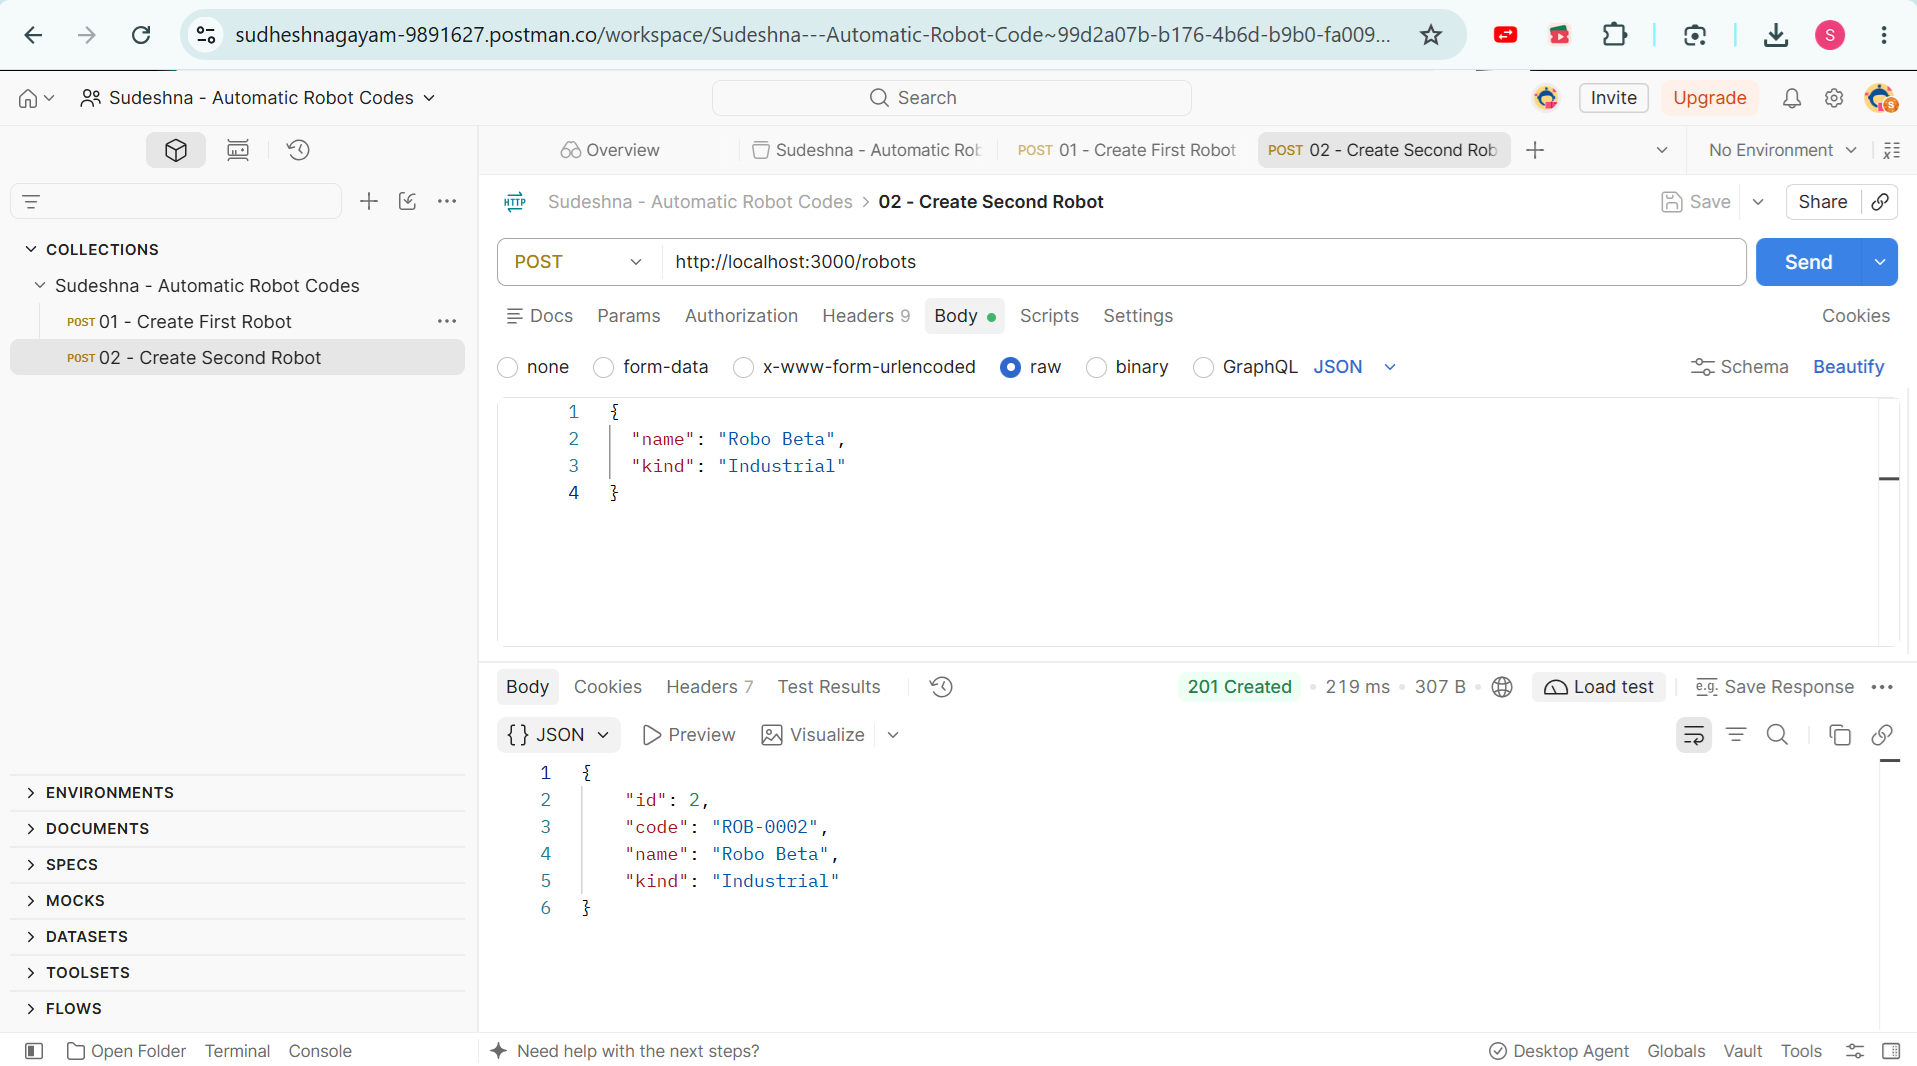 sudheshnagayam-9891627.postman.co/workspace/Sudeshna---Automatic-Robot-Code~99d2a07b-b176-4b6d-b9b0-fa009...
S
Sudeshna - Automatic Robot Codes
Search
Invite
Upgrade
S
Overview
Sudeshna - Automatic Rob
POST 01 - Create First Robot
POST 02 - Create Second Rob
No Environment
HTTP
Sudeshna - Automatic Robot Codes > 02 - Create Second Robot
Save
Share
COLLECTIONS
Sudeshna - Automatic Robot Codes
POST 01 - Create First Robot
POST 02 - Create Second Robot
POST
http://localhost:3000/robots
Send
Docs Params Authorization Headers 9 Body Scripts Settings
Cookies
none form-data x-www-form-urlencoded raw binary GraphQL JSON
Schema Beautify
1 {
2 "name": "Robo Beta",
3 "kind": "Industrial"
4 }
Body Cookies Headers 7 Test Results
201 Created • 219 ms • 307 B •
Load test
e.g. Save Response
{} JSON
Preview
Visualize
1 {
2 "id": 2,
3 "code": "ROB-0002",
4 "name": "Robo Beta",
5 "kind": "Industrial"
6 }
ENVIRONMENTS
DOCUMENTS
SPECS
MOCKS
DATASETS
TOOLSETS
FLOWS
Open Folder Terminal Console
Need help with the next steps?
Desktop Agent Globals Vault Tools